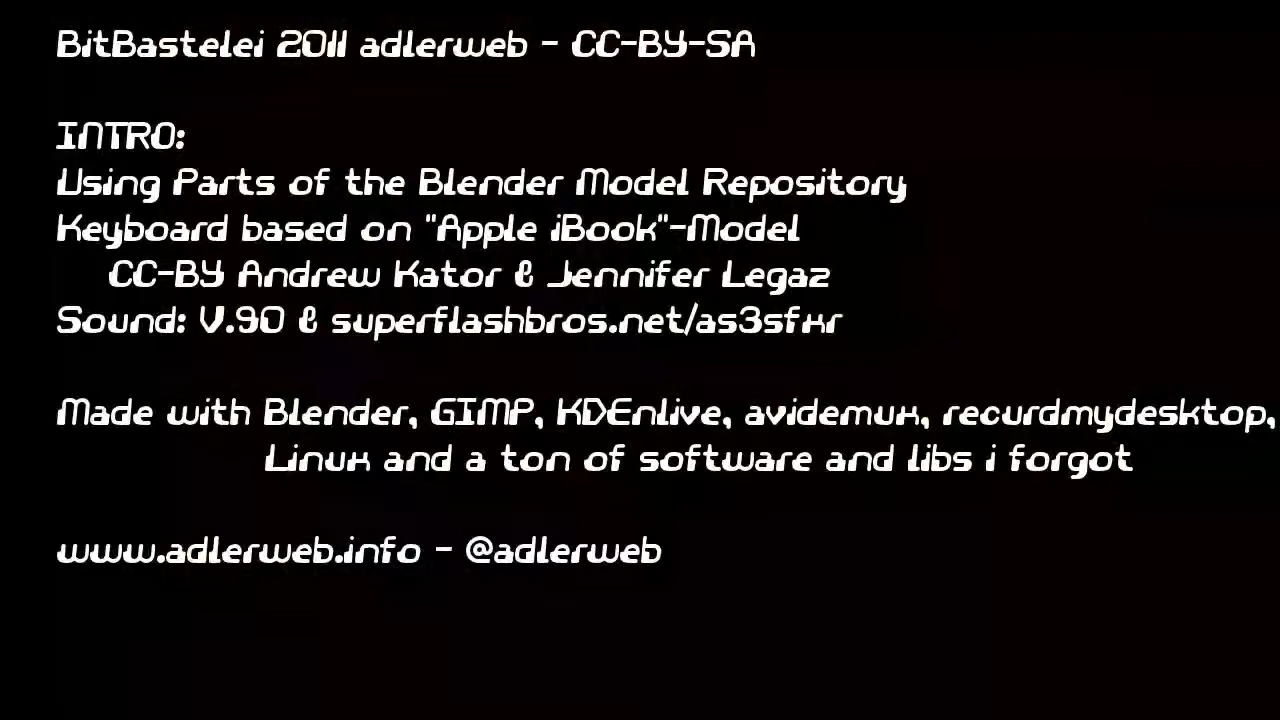 BitBastelei 2011 adlerweb - CC-BY-SA
INTRO:
Using Parts of the Blender Model Repository
Keyboard based on "Apple iBook"-Model
CC-BY Andrew Kator & Jennifer Legaz
Sound: V.90 & superflashbros.net/as3sfxr
Made with Blender, GIMP, KDEnlive, avidemux, recurdmydesktop,
Linux and a ton of software and libs i forgot
www.adlerweb.info - @adlerweb